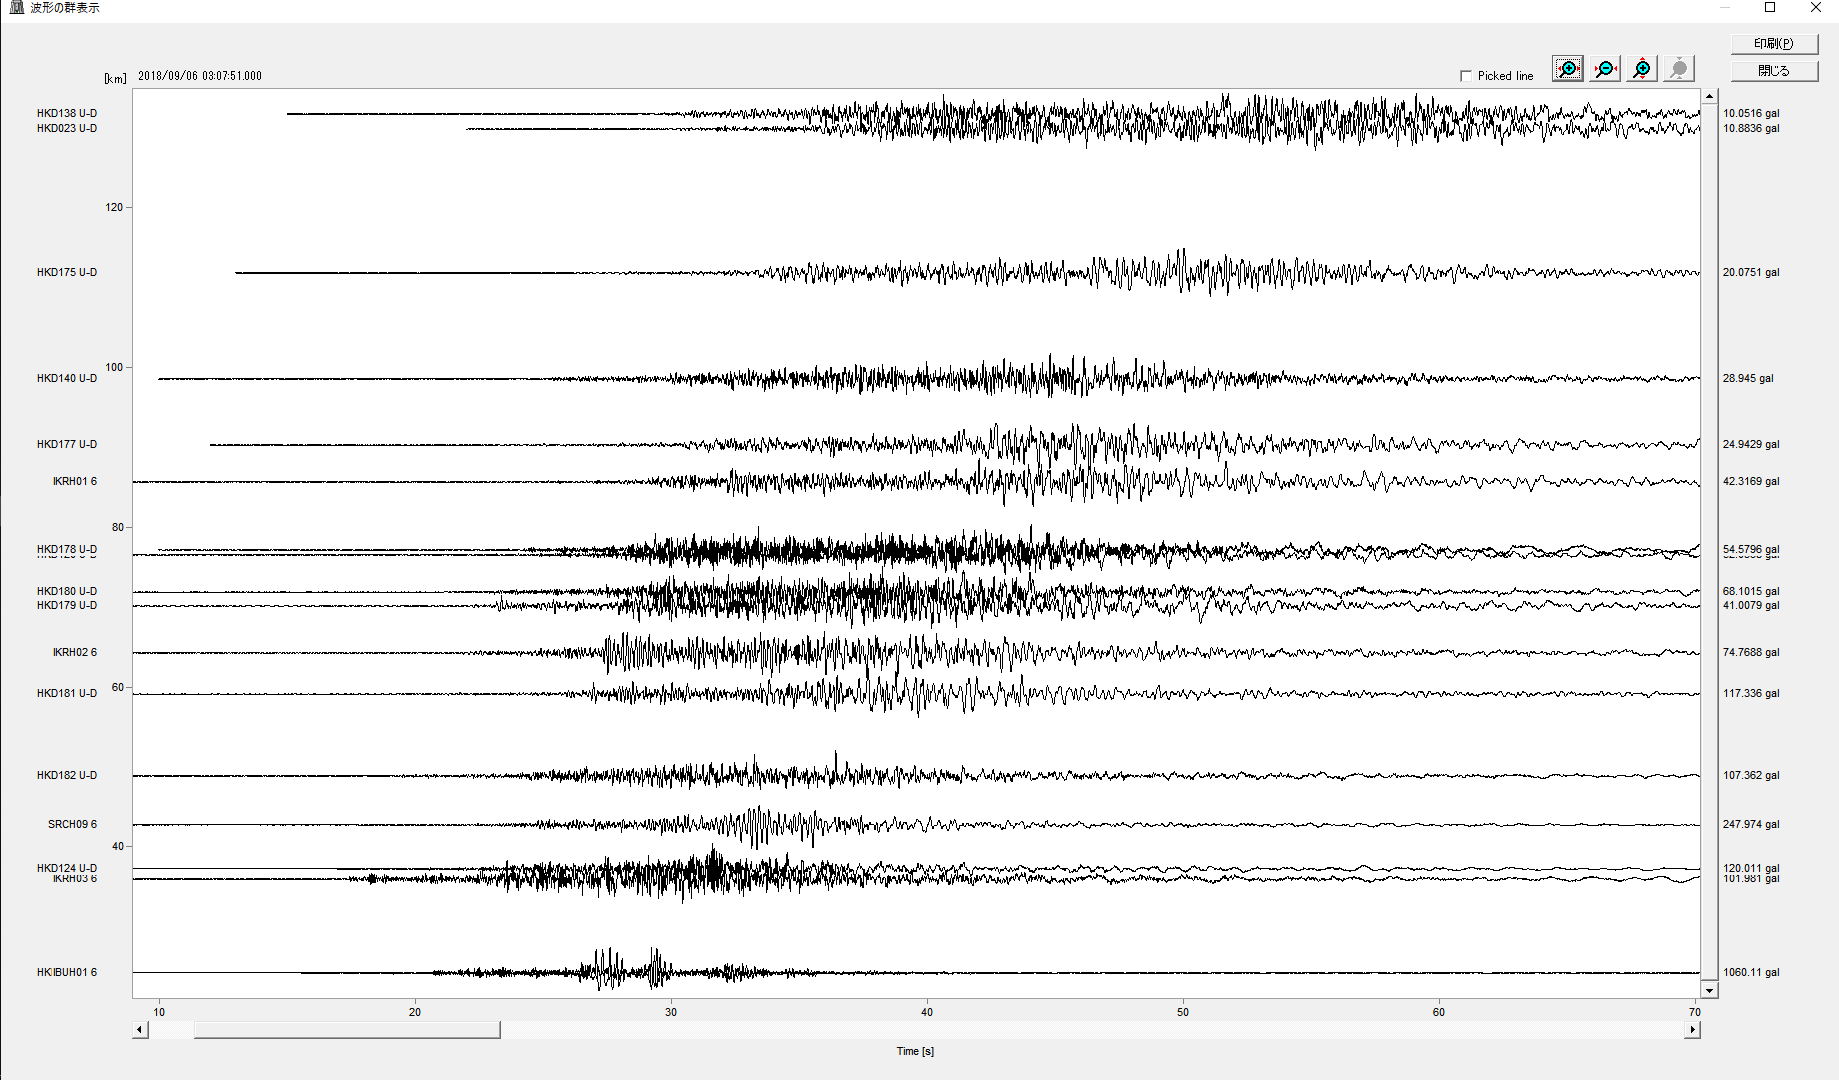 波形の群表示
印刷(P)
閉じる
[km] 2018/09/06 03:07:51.000
Picked line
HKD138 U-D 10.0516 gal
HKD023 U-D 10.8836 gal
120
HKD175 U-D 20.0751 gal
100
HKD140 U-D 28.945 gal
HKD177 U-D 24.9429 gal
IKRH01 6 42.3169 gal
80
HKD178 U-D 54.5796 gal
HKD180 U-D 68.1015 gal
HKD179 U-D 41.0079 gal
IKRH02 6 74.7688 gal
60
HKD181 U-D 117.336 gal
HKD182 U-D 107.362 gal
SRCH09 6 247.974 gal
40
HKD124 U-D 120.011 gal
IKRH03 6 101.981 gal
1060.11 gal
10 20 30 40 50 60 70
Time [s]